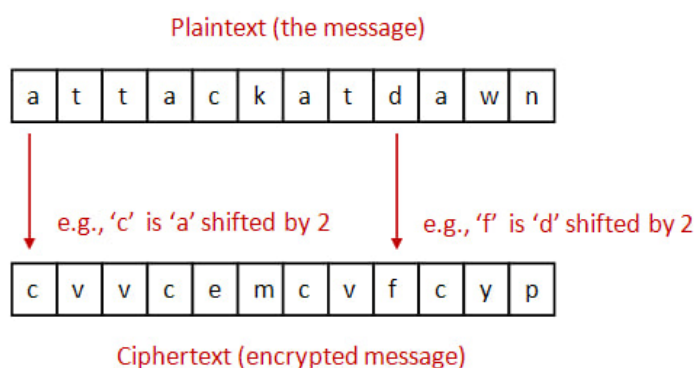 Plaintext (the message)
a t t a c k a t d a w n
e.g., ‘c’ is ‘a’ shifted by 2
e.g., ‘f’ is ‘d’ shifted by 2
c v v c e m c v f c y p
Ciphertext (encrypted message)